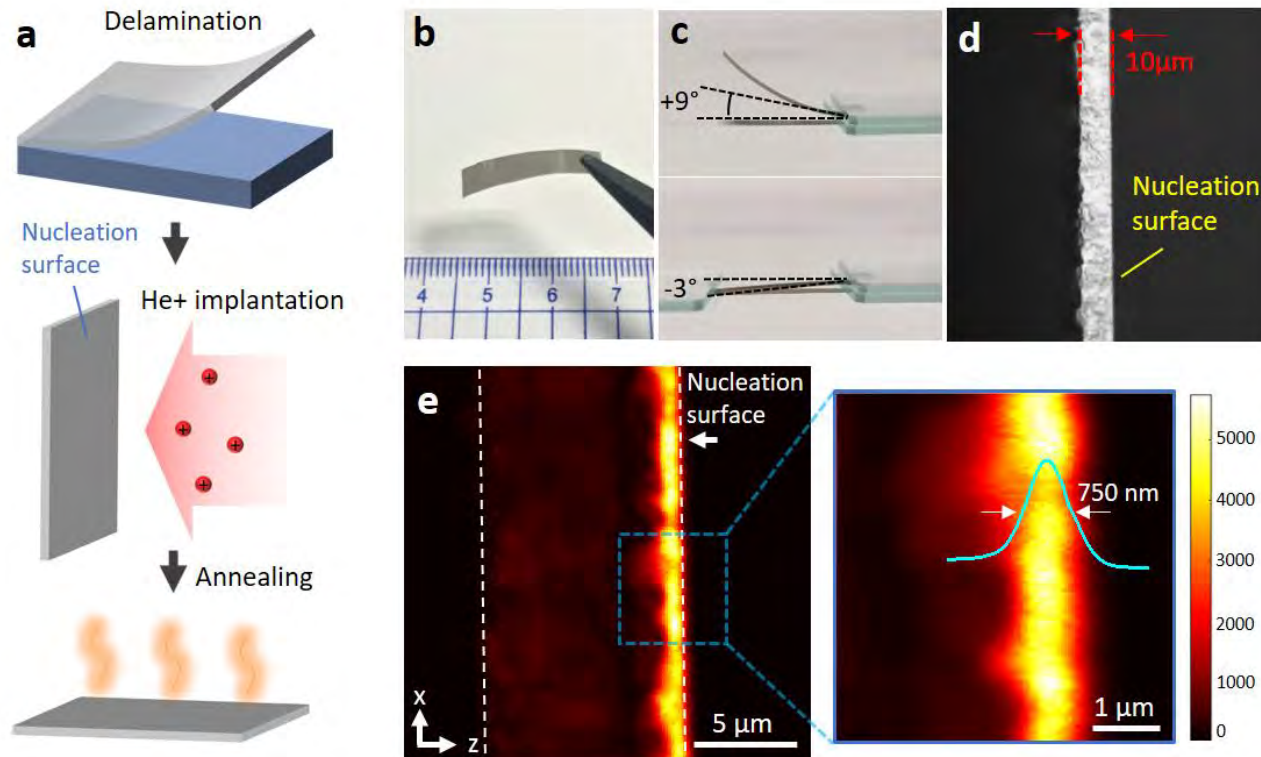 a
Delamination
Nucleation
surface
He+ implantation
+
+
+
+
Annealing
b
4 5 6 7
c
+9°
-3°
d
10μm
Nucleation
surface
e
Nucleation
surface
X
Z
5 μm
750 nm
1 μm
5000
4000
3000
2000
1000
0